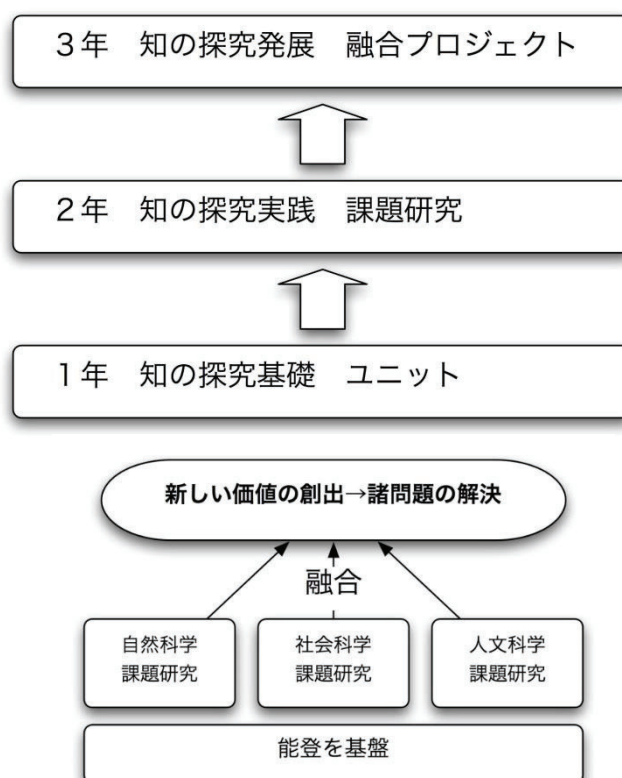 3年　知の探究発展　融合プロジェクト
2年　知の探究実践　課題研究
1年　知の探究基礎　ユニット
新しい価値の創出→諸問題の解決
融合
自然科学
課題研究
社会科学
課題研究
人文科学
課題研究
能登を基盤